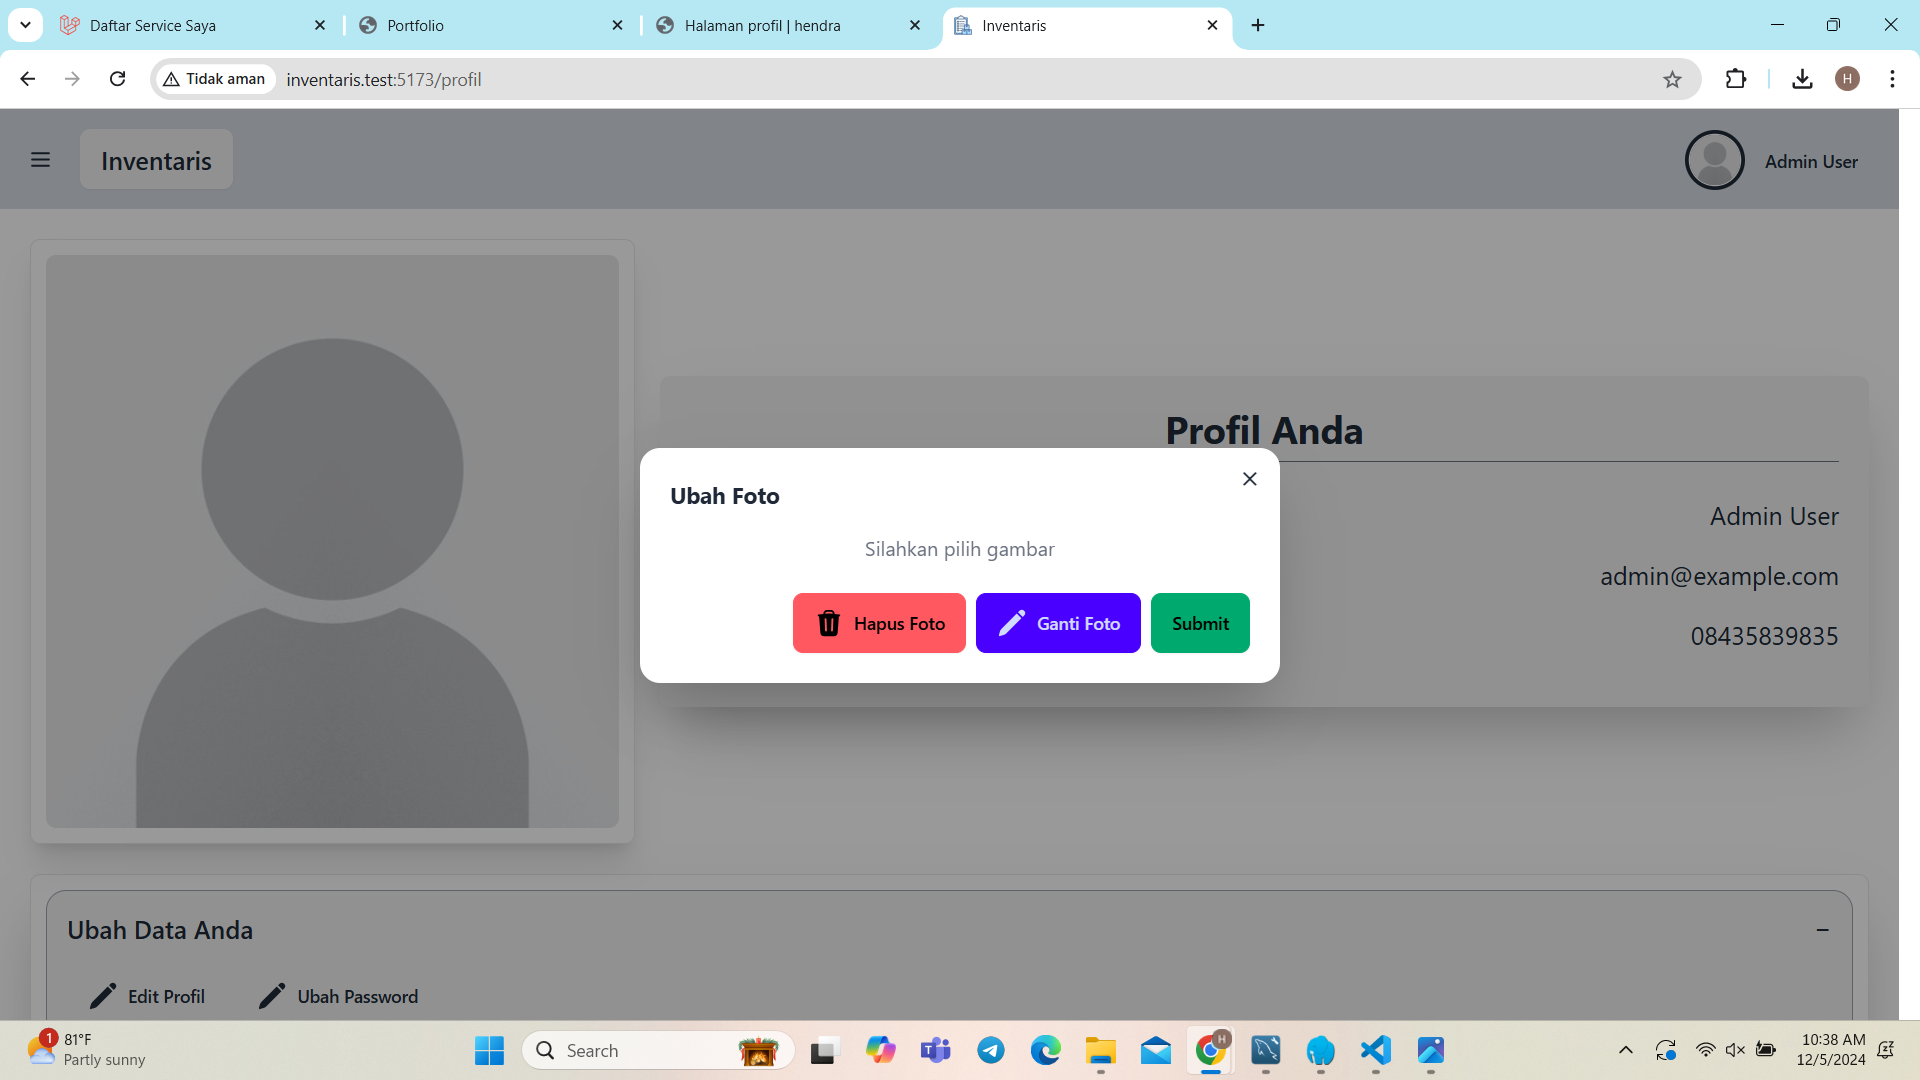 Daftar Service Saya
Portfolio
Halaman profil | hendra
Inventaris
Tidak aman
inventaris.test:5173/profil
H
Inventaris
Admin User
Profil Anda
Admin User
admin@example.com
08435839835
Ubah Foto
Silahkan pilih gambar
Hapus Foto
Ganti Foto
Submit
Ubah Data Anda
Edit Profil
Ubah Password
1
81°F
Partly sunny
Search
H
10:38 AM
12/5/2024